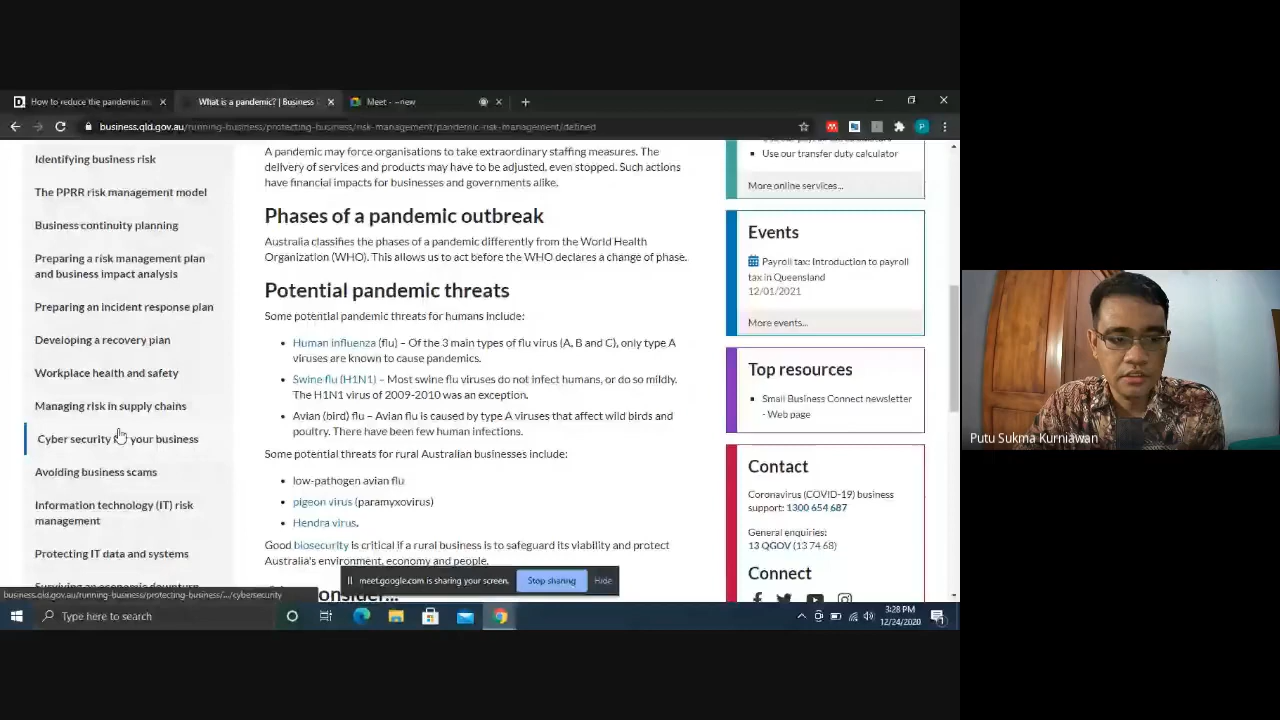 How to reduce the pandemic im
What is a pandemic? | Business
Meet -
business.qld.gov.au/running-business/protecting-business/risk-management/pandemic-risk-management/defined
P
Identifying business risk
The PPRR risk management model
Business continuity planning
Preparing a risk management plan
and business impact analysis
Preparing an incident response plan
Developing a recovery plan
Workplace health and safety
Managing risk in supply chains
Cyber security your business
Avoiding business scams
Information technology (IT) risk
management
Protecting IT data and systems
Surviving an economic downturn
A pandemic may force organisations to take extraordinary staffing measures. The
delivery of services and products may have to be adjusted, even stopped. Such actions
have financial impacts for businesses and governments alike.
Phases of a pandemic outbreak
Australia classifies the phases of a pandemic differently from the World Health
Organization (WHO). This allows us to act before the WHO declares a change of phase.
Potential pandemic threats
Some potential pandemic threats for humans include:
Human influenza (flu) – Of the 3 main types of flu virus (A, B and C), only type A
viruses are known to cause pandemics.
Swine flu (H1N1) – Most swine flu viruses do not infect humans, or do so mildly.
The H1N1 virus of 2009-2010 was an exception.
Avian (bird) flu – Avian flu is caused by type A viruses that affect wild birds and
poultry. There have been few human infections.
Some potential threats for rural Australian businesses include:
low-pathogen avian flu
pigeon virus (paramyxovirus)
Hendra virus.
Good biosecurity is critical if a rural business is to safeguard its viability and protect
Australia's environment, economy and people.
Use our transfer duty calculator
More online services...
Events
Payroll tax: Introduction to payroll
tax in Queensland
12/01/2021
More events...
Top resources
Small Business Connect newsletter
- Web page
Contact
Coronavirus (COVID-19) business
support: 1300 654 687
General enquiries:
13 QGOV (13 74 68)
Connect
meet.google.com is sharing your screen.
Stop sharing
Hide
business.qld.gov.au/running-business/protecting-business/.../cybersecurity
Type here to search
3:28 PM
12/24/2020
Putu Sukma Kurniawan